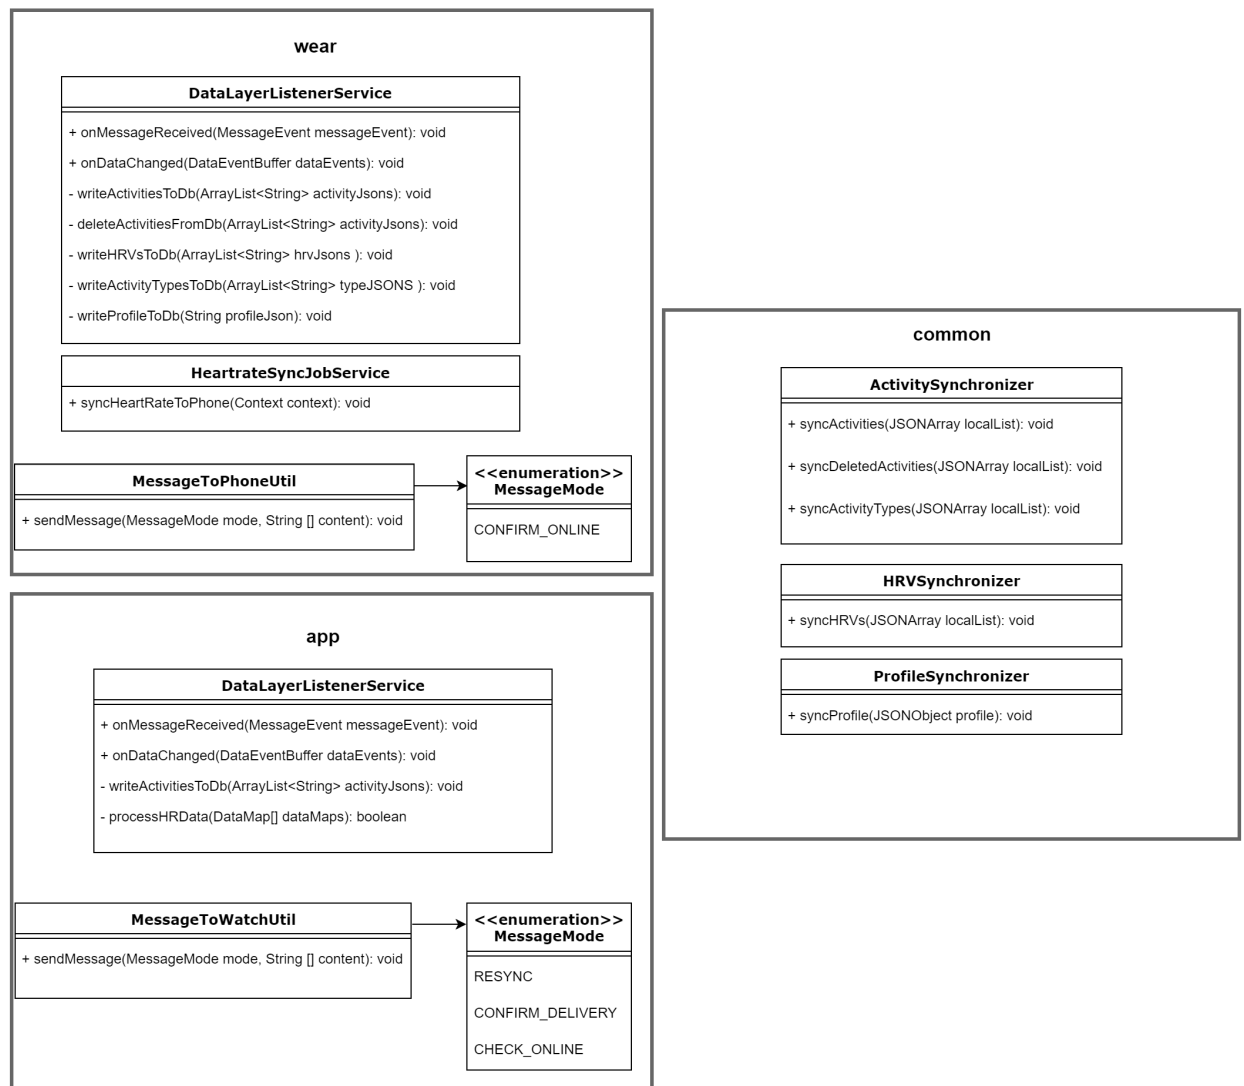 wear
DataLayerListenerService
+ onMessageReceived(MessageEvent messageEvent): void
+ onDataChanged(DataEventBuffer dataEvents): void
- writeActivitiesToDb(ArrayList<String> activityJsons): void
- deleteActivitiesFromDb(ArrayList<String> activityJsons): void
- writeHRVsToDb(ArrayList<String> hrvJsons ): void
- writeActivityTypesToDb(ArrayList<String> typeJSONS ): void
- writeProfileToDb(String profileJson): void
HeartrateSyncJobService
+ syncHeartRateToPhone(Context context): void
MessageToPhoneUtil
+ sendMessage(MessageMode mode, String [] content): void
<<enumeration>>
MessageMode
CONFIRM_ONLINE
app
DataLayerListenerService
+ onMessageReceived(MessageEvent messageEvent): void
+ onDataChanged(DataEventBuffer dataEvents): void
- writeActivitiesToDb(ArrayList<String> activityJsons): void
- processHRData(DataMap[] dataMaps): boolean
MessageToWatchUtil
+ sendMessage(MessageMode mode, String [] content): void
<<enumeration>>
MessageMode
RESYNC
CONFIRM_DELIVERY
CHECK_ONLINE
common
ActivitySynchronizer
+ syncActivities(JSONArray localList): void
+ syncDeletedActivities(JSONArray localList): void
+ syncActivityTypes(JSONArray localList): void
HRVSynchronizer
+ syncHRVs(JSONArray localList): void
ProfileSynchronizer
+ syncProfile(JSONObject profile): void